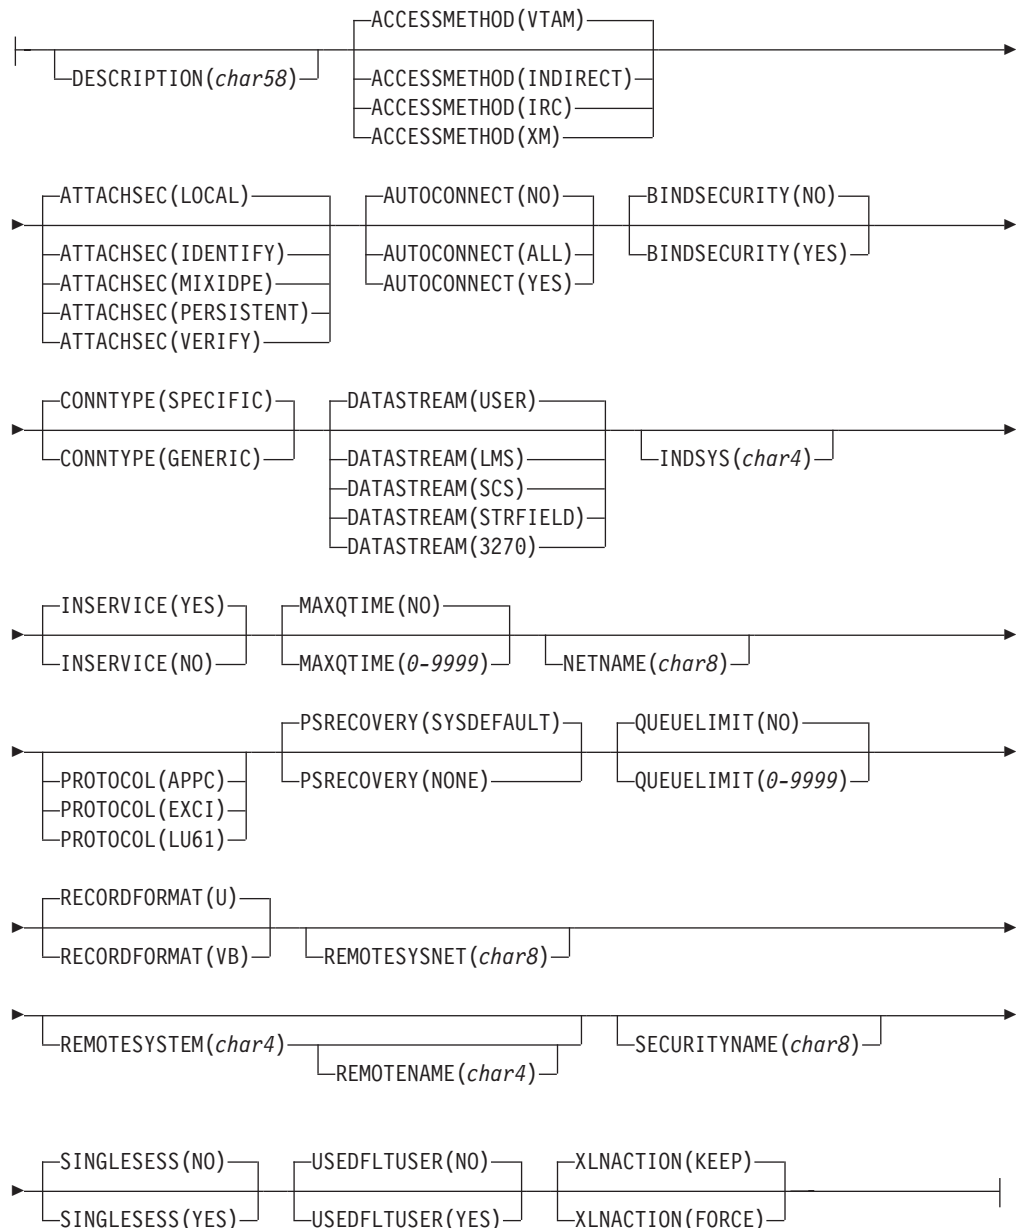 ACCESSMETHOD(VTAM)
DESCRIPTION(char58)
ACCESSMETHOD(INDIRECT)
ACCESSMETHOD(IRC)
ACCESSMETHOD(XM)
ATTACHSEC(LOCAL)
ATTACHSEC(IDENTIFY)
ATTACHSEC(MIXIDPE)
ATTACHSEC(PERSISTENT)
ATTACHSEC(VERIFY)
AUTOCONNECT(NO)
AUTOCONNECT(ALL)
AUTOCONNECT(YES)
BINDSECURITY(NO)
BINDSECURITY(YES)
CONNTYPE(SPECIFIC)
CONNTYPE(GENERIC)
DATASTREAM(USER)
DATASTREAM(LMS)
DATASTREAM(SCS)
DATASTREAM(STRFIELD)
DATASTREAM(3270)
INDSYS(char4)
INSERVICE(YES)
INSERVICE(NO)
MAXQTIME(NO)
MAXQTIME(0-9999)
NETNAME(char8)
PROTOCOL(APPC)
PROTOCOL(EXCI)
PROTOCOL(LU61)
PSRECOVERY(SYSDEFAULT)
PSRECOVERY(NONE)
QUEUELIMIT(NO)
QUEUELIMIT(0-9999)
RECORDFORMAT(U)
RECORDFORMAT(VB)
REMOTESYSNET(char8)
REMOTESYSTEM(char4)
REMOTENAME(char4)
SECURITYNAME(char8)
SINGLESESS(NO)
SINGLESESS(YES)
USEDFLTUSER(NO)
USEDFLTUSER(YES)
XLNACTION(KEEP)
XLNACTION(FORCE)